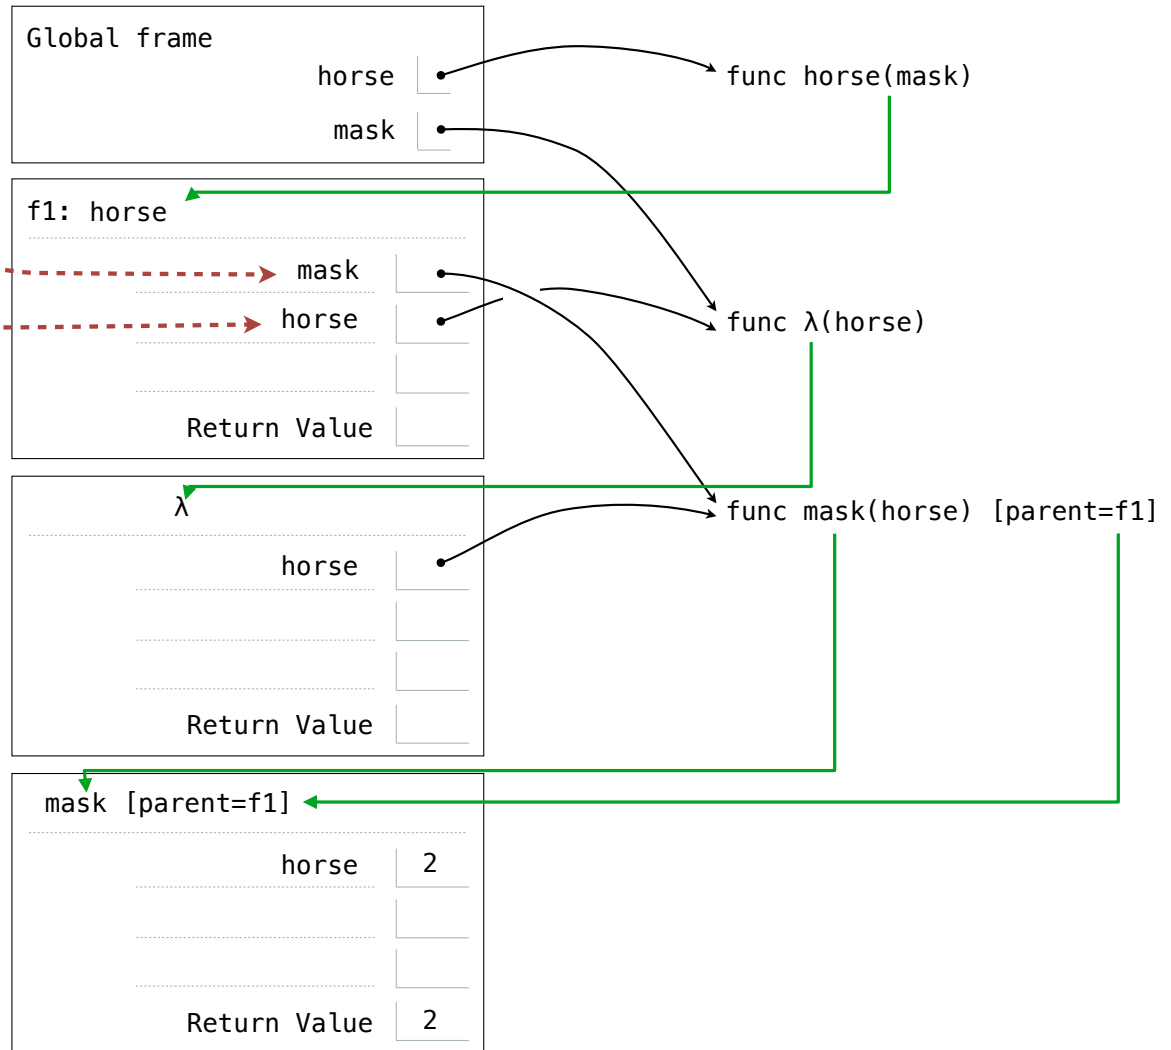 Global frame
horse
func horse(mask)
mask
f1: horse
mask
horse
func λ(horse)
Return Value
λ
func mask(horse) [parent=f1]
horse
Return Value
mask [parent=f1]
horse 2
Return Value 2